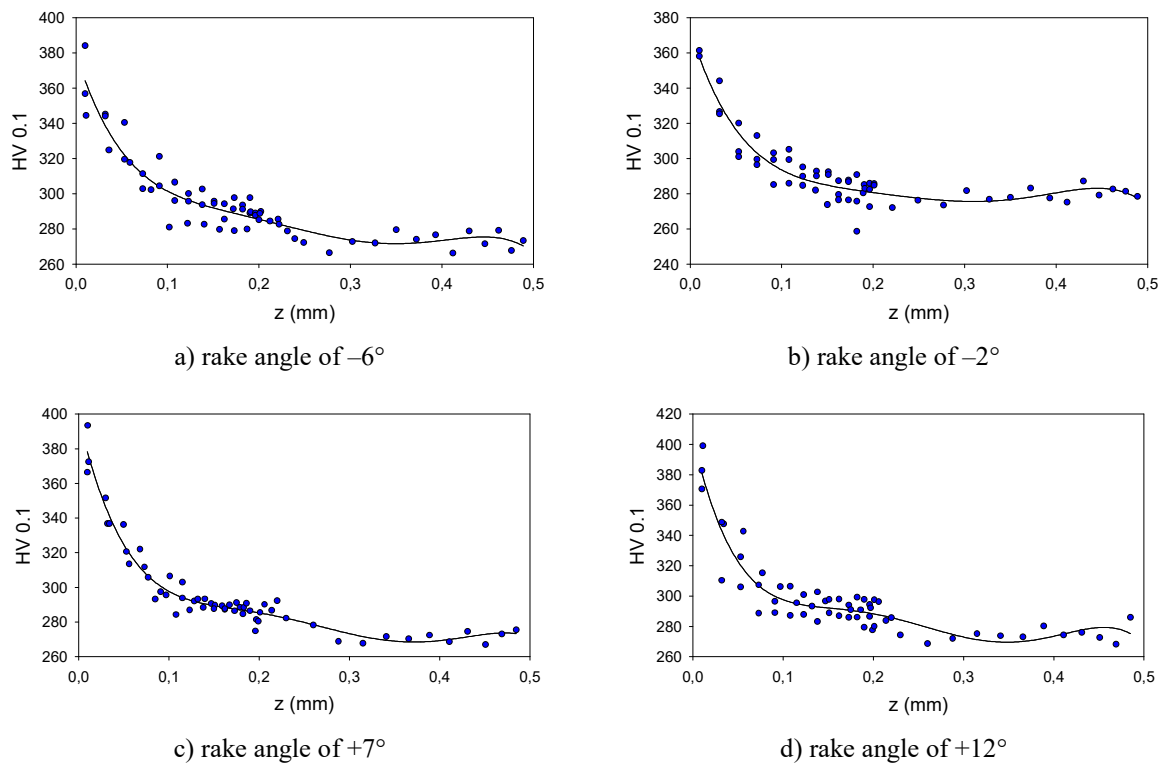 400
380
360
340
320
300
280
260
HV 0.1
0,0 0,1 0,2 0,3 0,4 0,5
z (mm)
a) rake angle of –6°
380
360
340
320
300
280
260
240
HV 0.1
0,0 0,1 0,2 0,3 0,4 0,5
z (mm)
b) rake angle of –2°
400
380
360
340
320
300
280
260
HV 0.1
0,0 0,1 0,2 0,3 0,4 0,5
z (mm)
c) rake angle of +7°
420
400
380
360
340
320
300
280
260
HV 0.1
0,0 0,1 0,2 0,3 0,4 0,5
z (mm)
d) rake angle of +12°